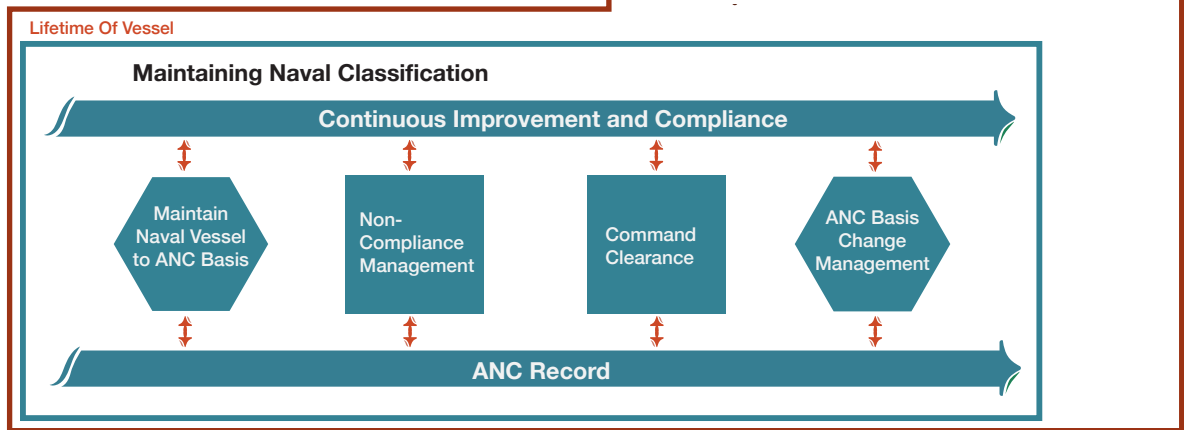 Lifetime Of Vessel
Maintaining Naval Classification
Continuous Improvement and Compliance
Maintain
Naval Vessel
to ANC Basis
Non-
Compliance
Management
Command
Clearance
ANC Basis
Change
Management
ANC Record